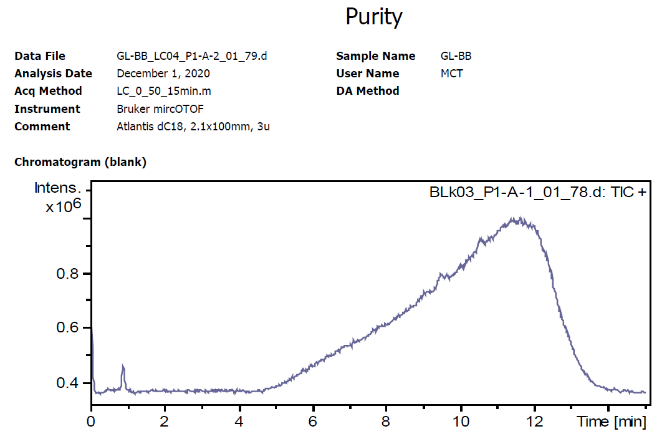 Purity
Data File GL-BB_LC04_P1-A-2_01_79.d Sample Name GL-BB
Analysis Date December 1, 2020 User Name MCT
Acq Method LC_0_50_15min.m DA Method
Instrument Bruker mircOTOF
Comment Atlantis dC18, 2.1x100mm, 3u
Chromatogram (blank)
Intens.
x10^6
BLk03_P1-A-1_01_78.d: TIC +
0.8
0.6
0.4
0 2 4 6 8 10 12 Time [min]